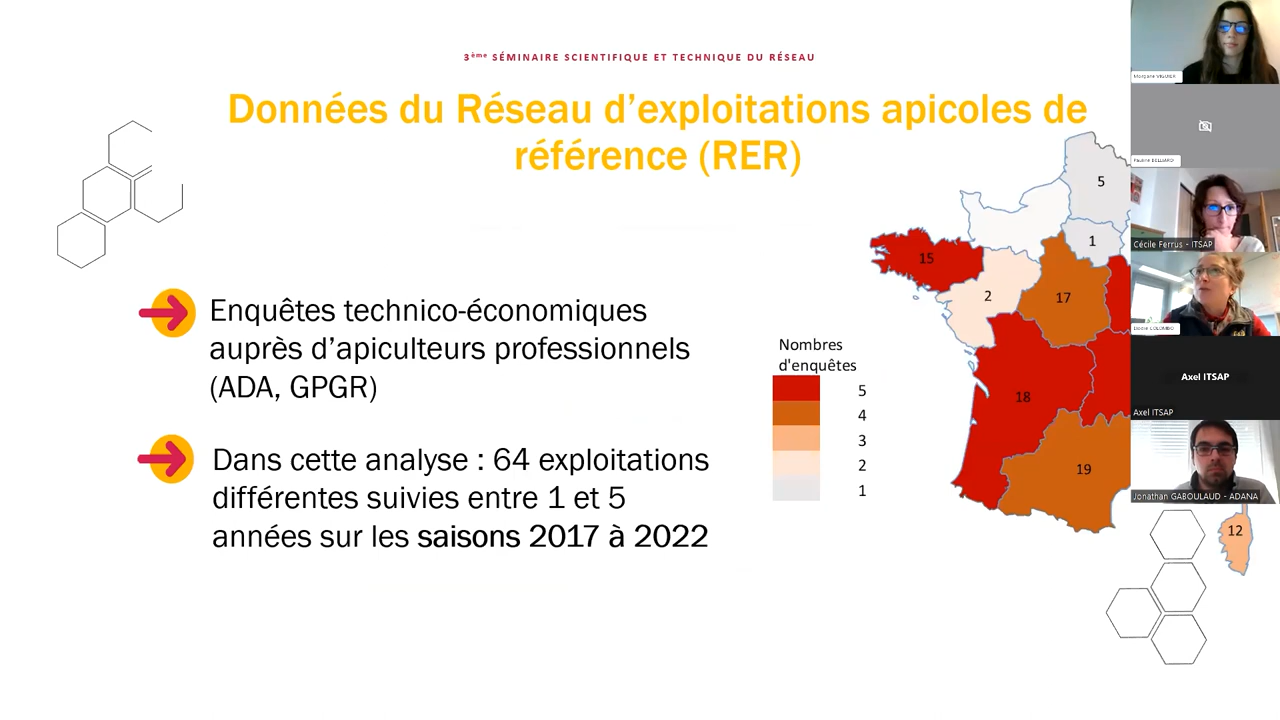 3ème SÉMINAIRE SCIENTIFIQUE ET TECHNIQUE DU RÉSEAU
Données du Réseau d’exploitations apicoles de
référence (RER)
Enquêtes technico-économiques
auprès d’apiculteurs professionnels
(ADA, GPGR)
Dans cette analyse : 64 exploitations
différentes suivies entre 1 et 5
années sur les saisons 2017 à 2022
Nombres
d'enquêtes
5
4
3
2
1
5
1
15
2
17
18
19
12
Morgane VIGUIER
Cécile Ferrus - ITSAP
Axel ITSAP
Axel ITSAP
Jonathan GABOULAUD - ADANA